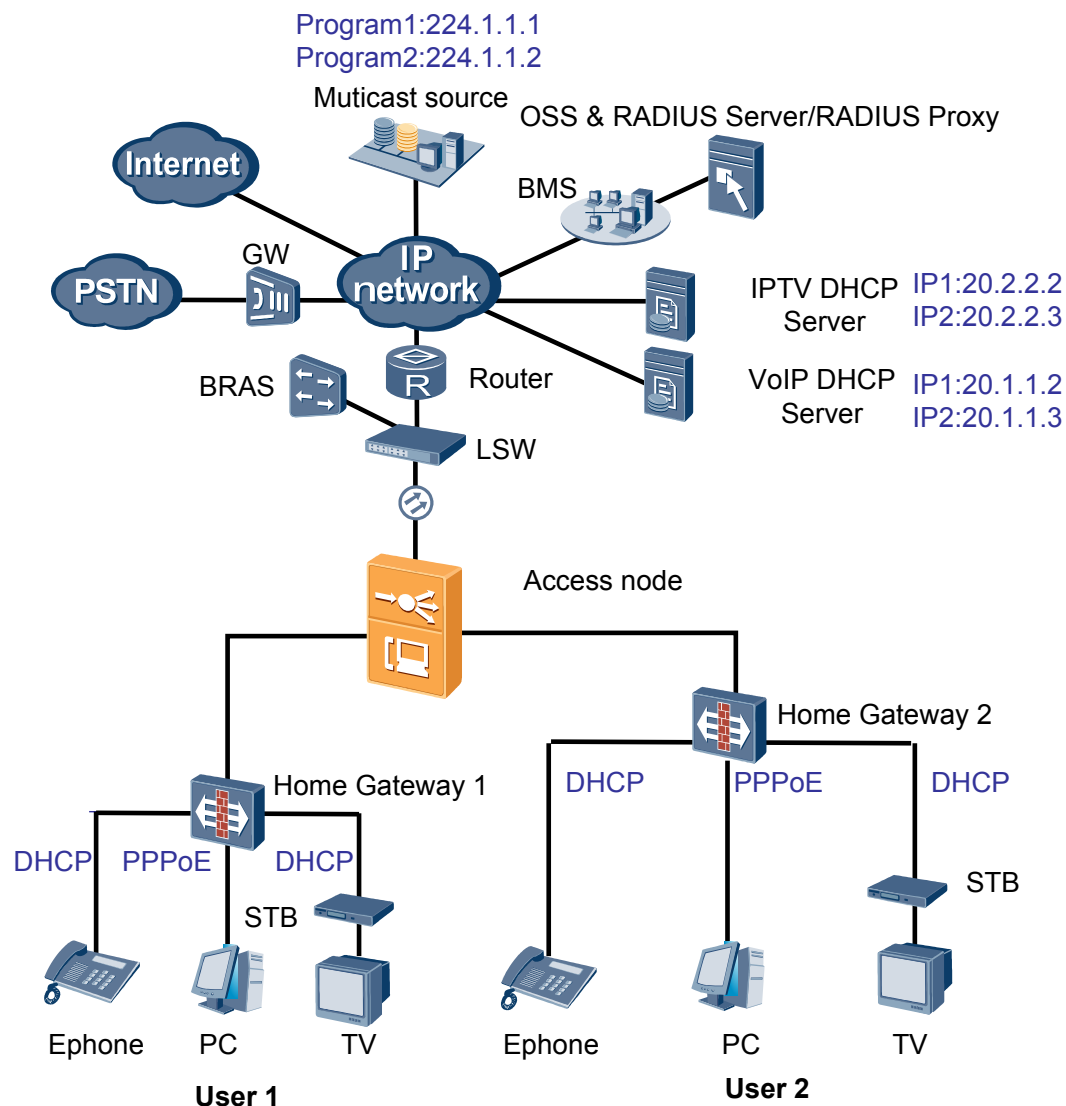 Program1:224.1.1.1
Program2:224.1.1.2
Muticast source
OSS & RADIUS Server/RADIUS Proxy
Internet
BMS
GW
IP
network
PSTN
IPTV DHCP
Server
IP1:20.2.2.2
IP2:20.2.2.3
BRAS
R
Router
VoIP DHCP
Server
IP1:20.1.1.2
IP2:20.1.1.3
LSW
Access node
Home Gateway 2
DHCP
PPPoE
DHCP
Home Gateway 1
DHCP
PPPoE
DHCP
STB
STB
Ephone
PC
TV
Ephone
PC
TV
User 1
User 2